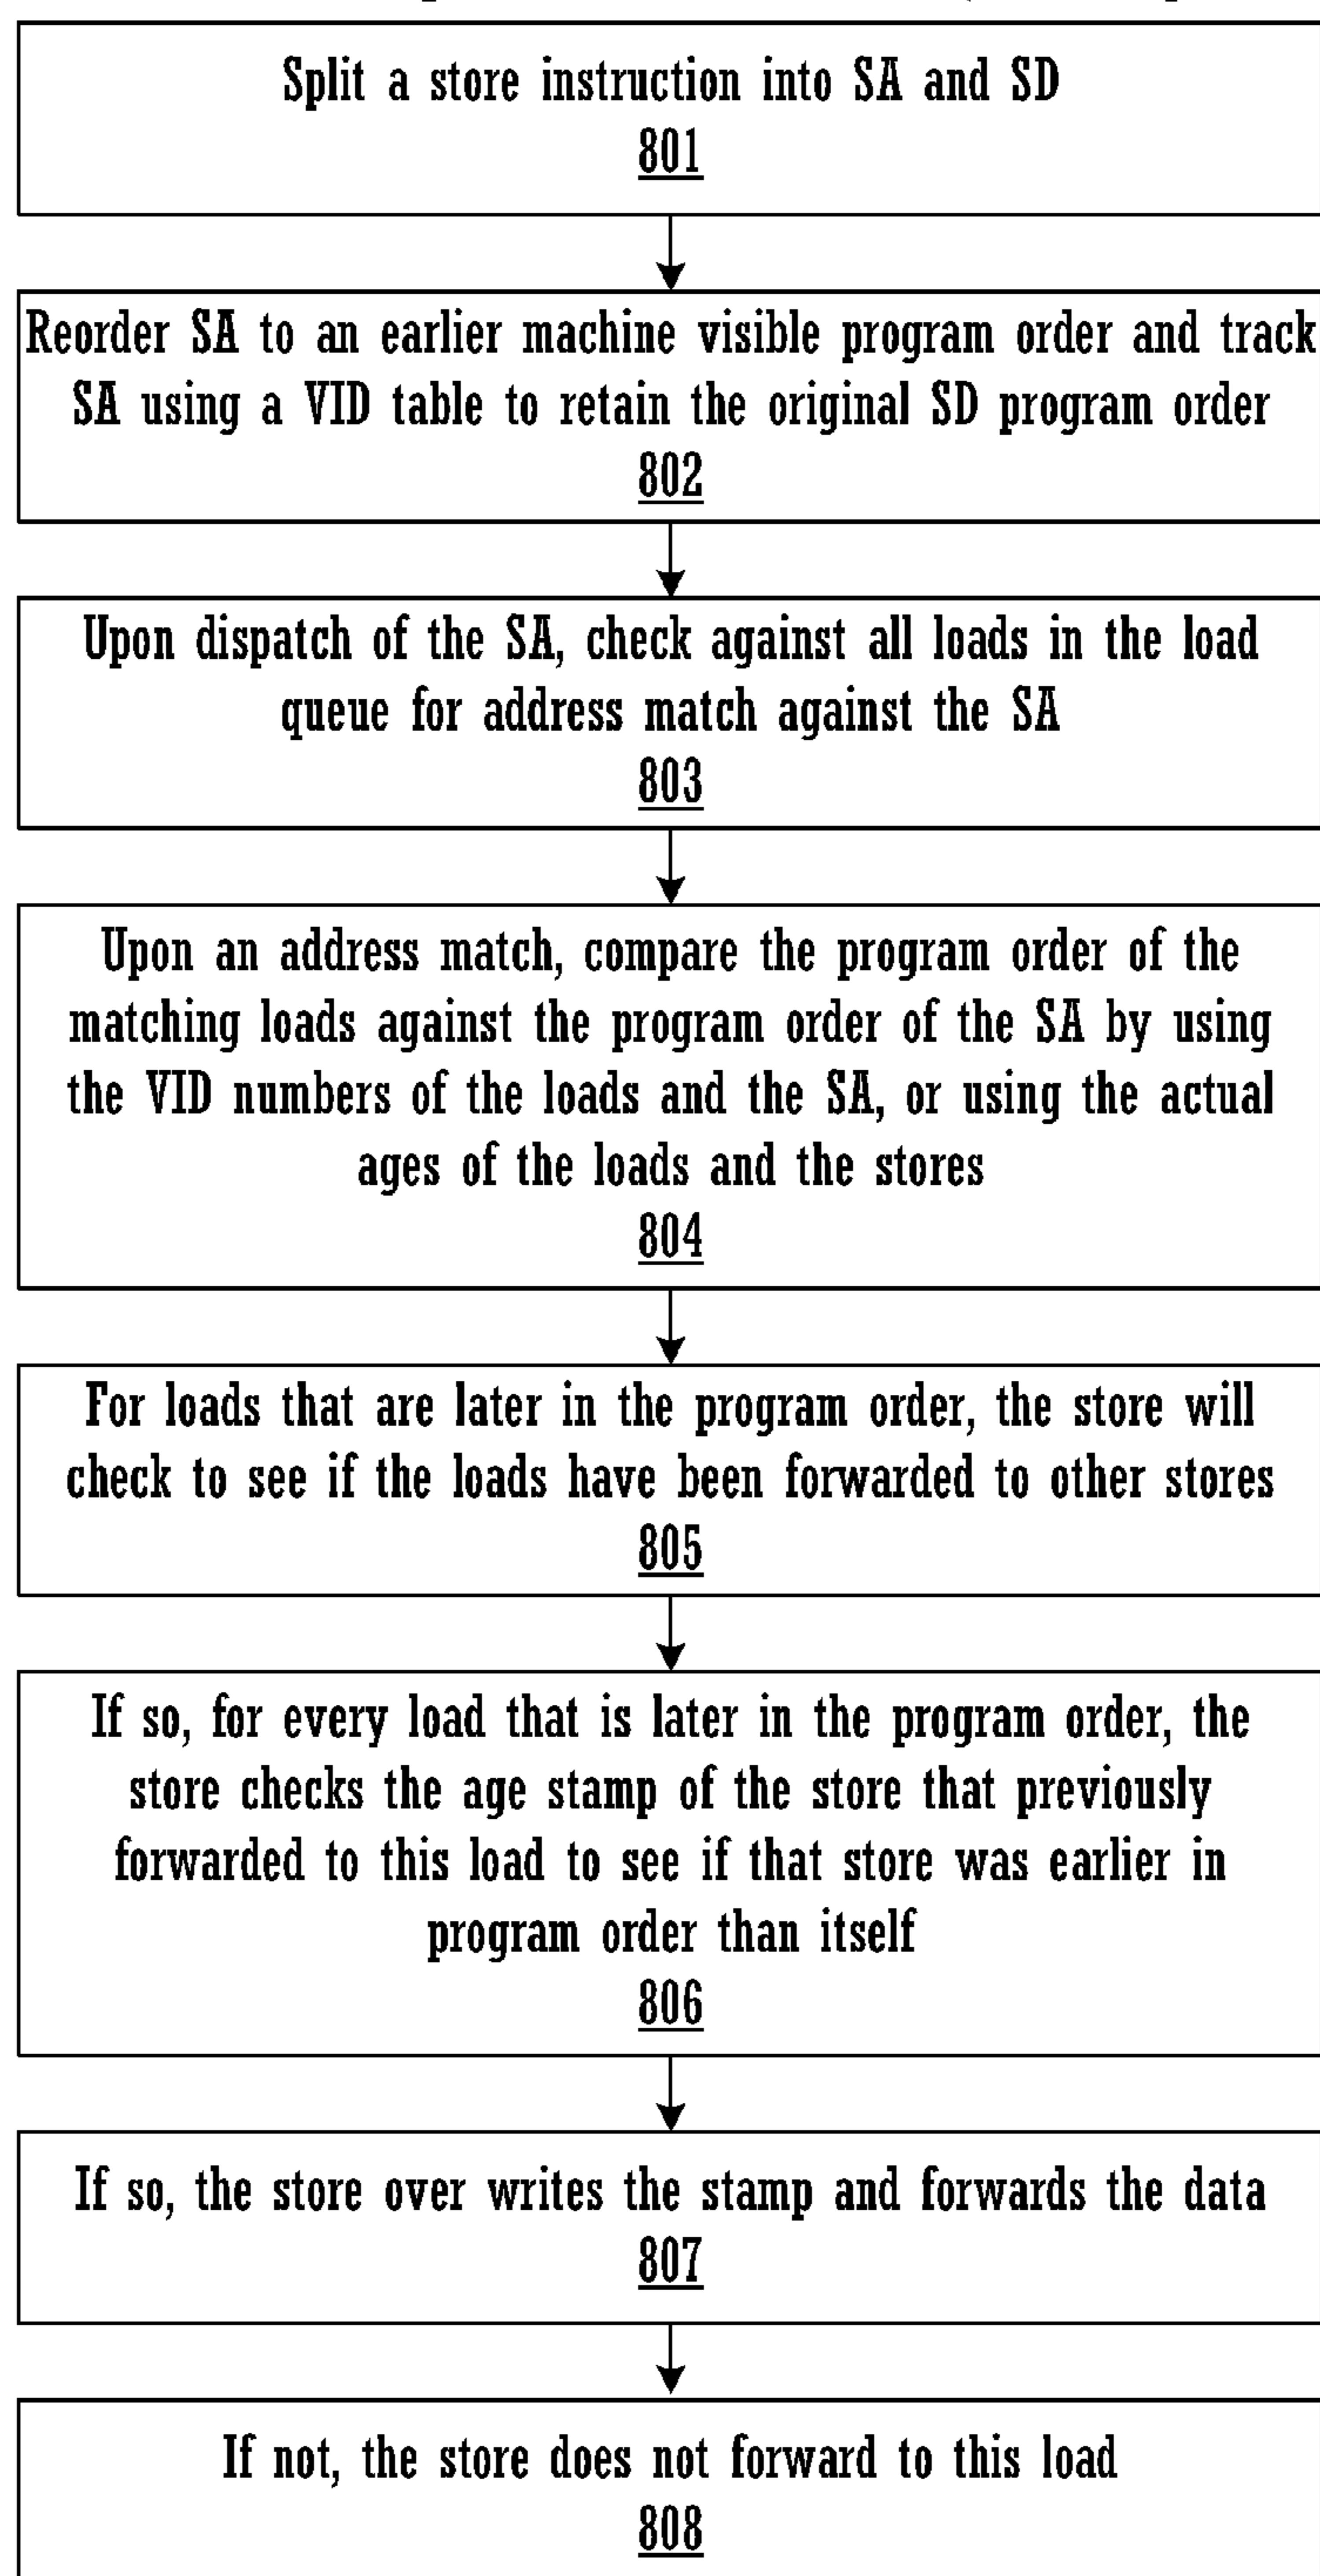 Split a store instruction into SA and SD
801
Reorder SA to an earlier machine visible program order and track
SA using a VID table to retain the original SD program order
802
Upon dispatch of the SA, check against all loads in the load
queue for address match against the SA
803
Upon an address match, compare the program order of the
matching loads against the program order of the SA by using
the VID numbers of the loads and the SA, or using the actual
ages of the loads and the stores
804
For loads that are later in the program order, the store will
check to see if the loads have been forwarded to other stores
805
If so, for every load that is later in the program order, the
store checks the age stamp of the store that previously
forwarded to this load to see if that store was earlier in
program order than itself
806
If so, the store over writes the stamp and forwards the data
807
If not, the store does not forward to this load
808